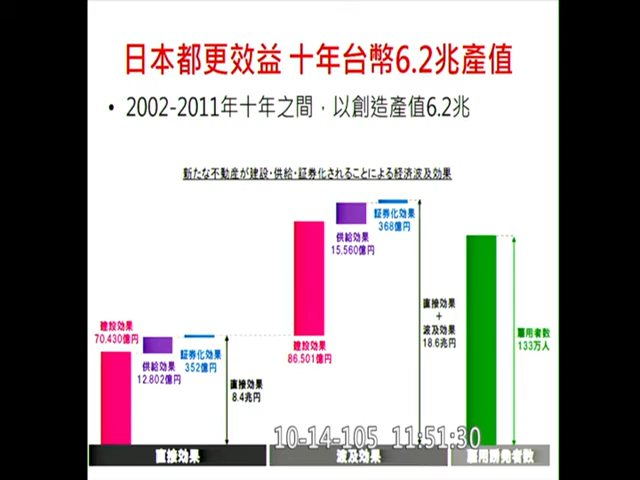 日本都更效益 十年台幣6.2兆產值
• 2002-2011年十年之間，以創造產值6.2兆
新たな不動産が建設・供給・証券化されることによる経済波及効果
建設効果
70.430億円
供給効果
12.802億円
証券化効果
352億円
直接効果
8.4兆円
建設効果
86.501億円
供給効果
15.560億円
証券化効果
368億円
直接効果
+
波及効果
18.6兆円
雇用者数
133万人
10-14-105 11:51:30
直接効果
波及効果
雇用誘発者数